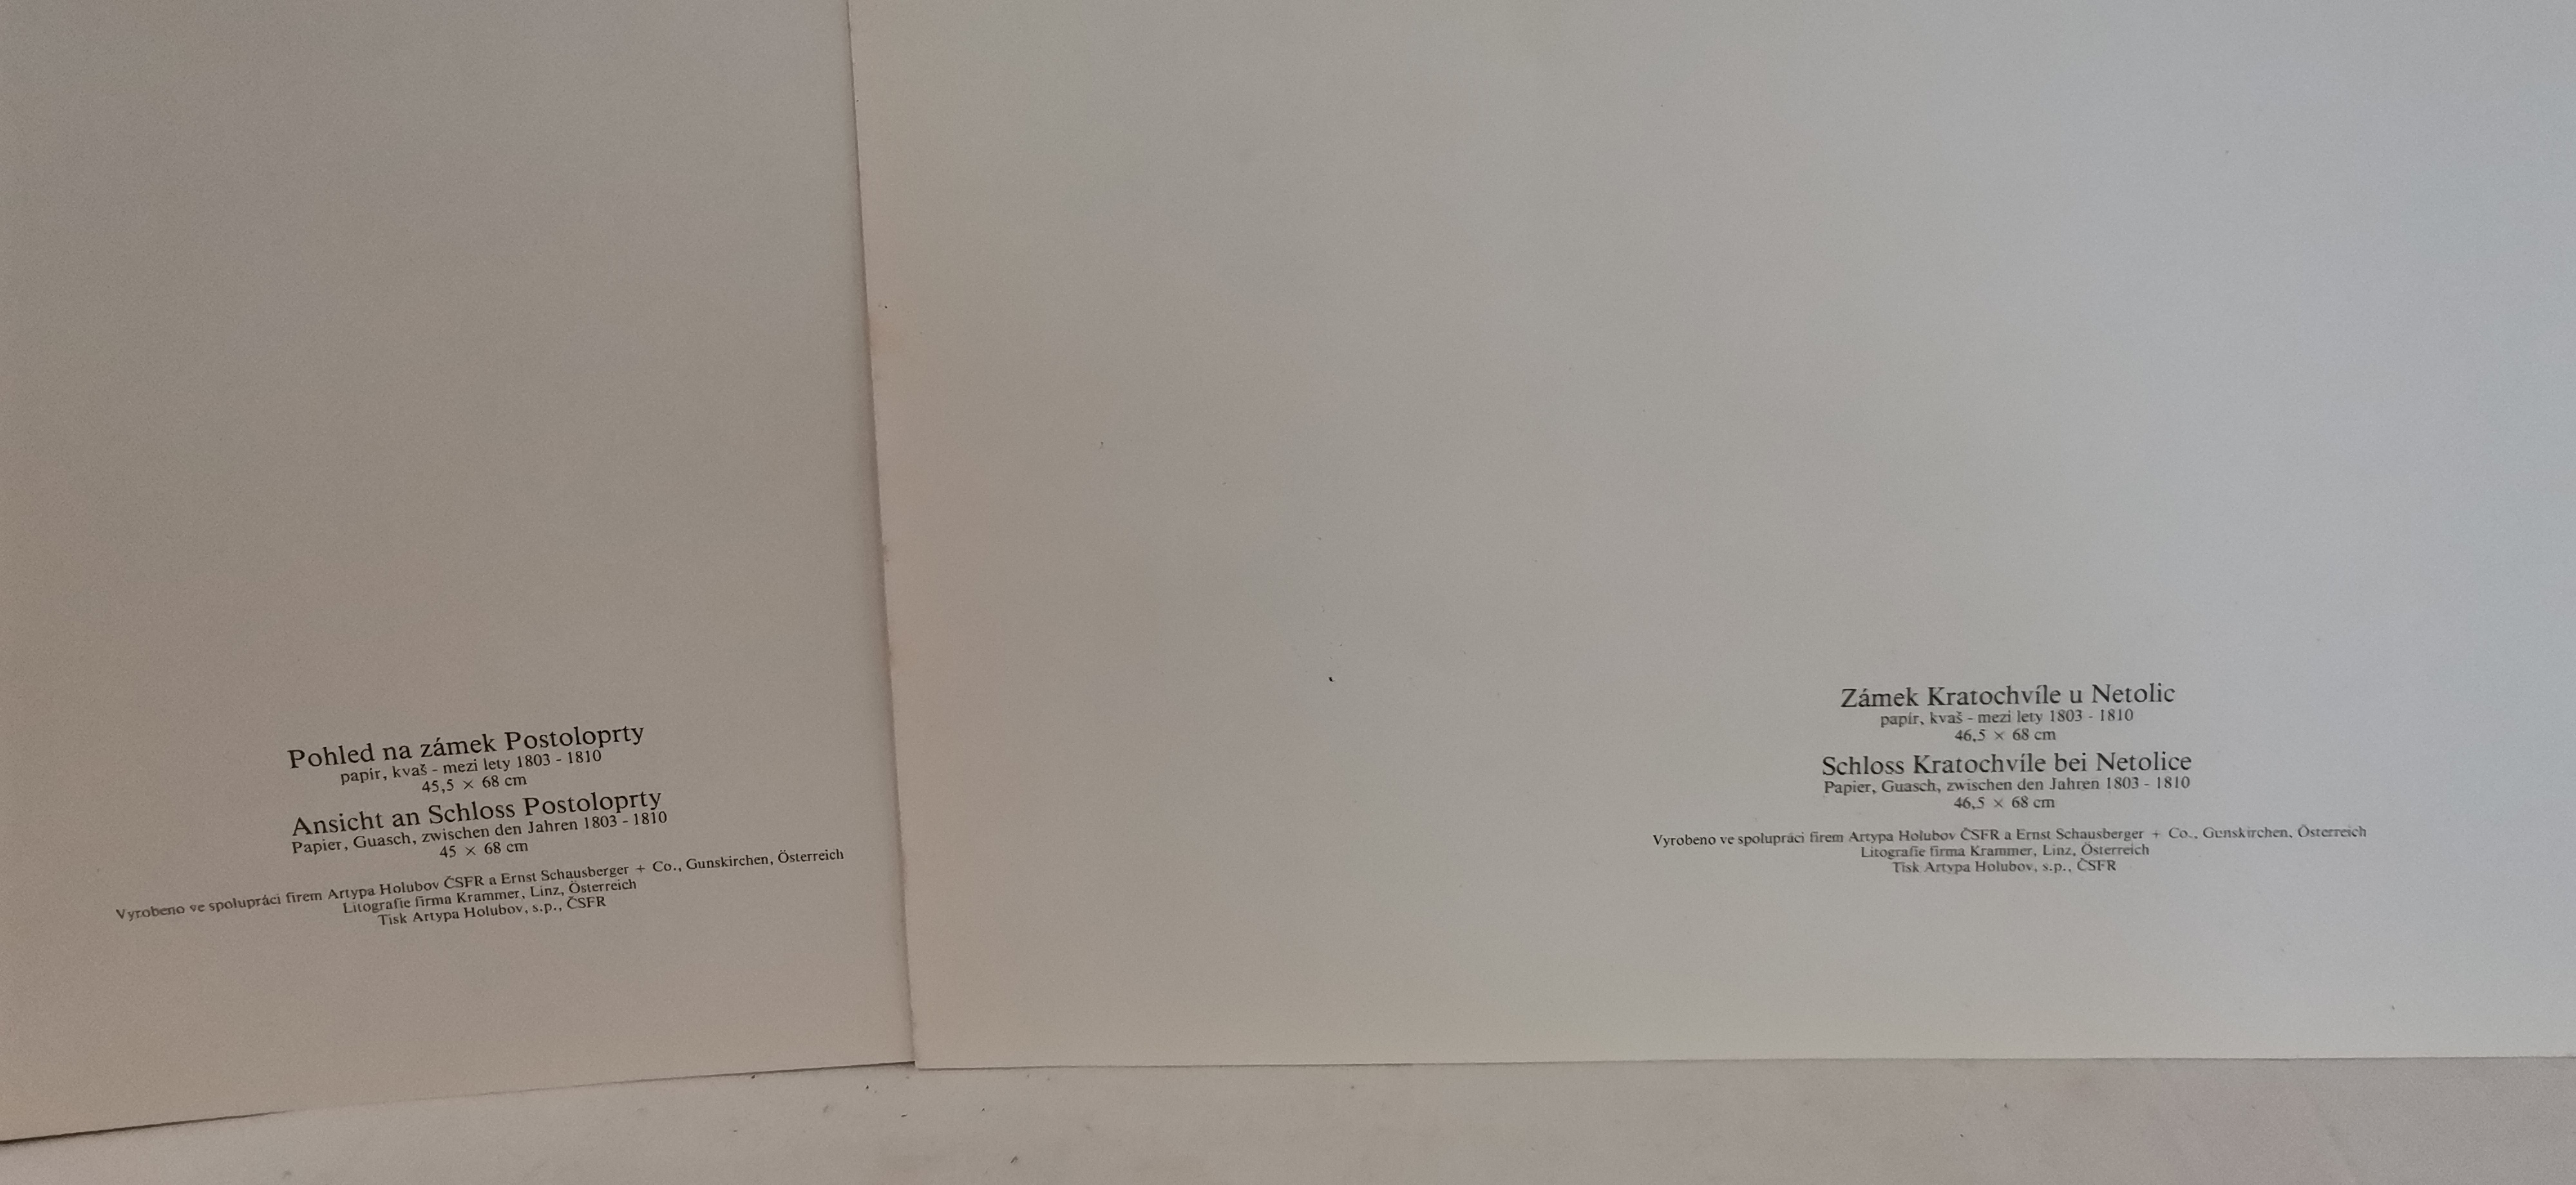 Pohled na zámek Postoloprty
papír, kvaš - mezi lety 1803 - 1810
45,5 × 68 cm
Ansicht an Schloss Postoloprty
Papier, Guasch, zwischen den Jahren 1803 - 1810
45 × 68 cm
Vyrobeno ve spolupráci firem Artypa Holubov ČSFR a Ernst Schausberger + Co., Gunskirchen, Österreich
Litografie firma Krammer, Linz, Österreich
Tisk Artypa Holubov, s.p., ČSFR
Zámek Kratochvíle u Netolic
papír, kvaš - mezi lety 1803 - 1810
46,5 × 68 cm
Schloss Kratochvíle bei Netolice
Papier, Guasch, zwischen den Jahren 1803 - 1810
46,5 × 68 cm
Vyrobeno ve spolupráci firem Artypa Holubov ČSFR a Ernst Schausberger + Co., Gunskirchen, Österreich
Litografie firma Krammer, Linz, Österreich
Tisk Artypa Holubov, s.p., ČSFR